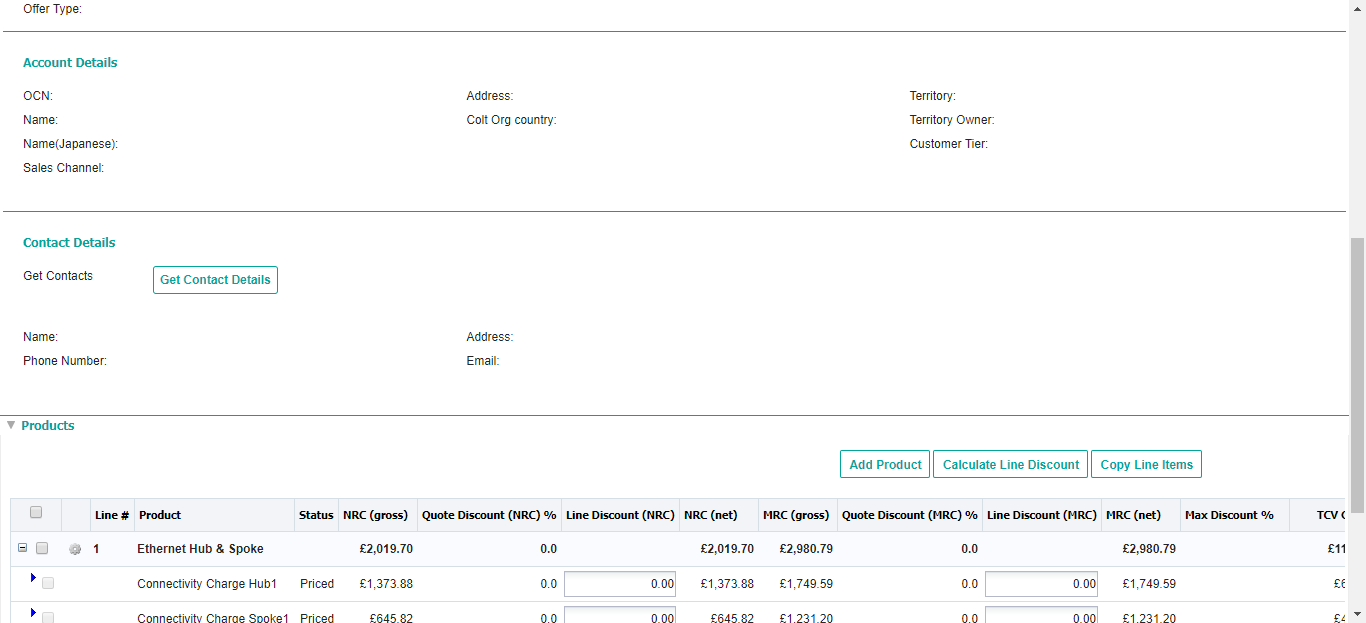 Offer Type:
Account Details
OCN: Address: Territory:
Name: Colt Org country: Territory Owner:
Name(Japanese): Customer Tier:
Sales Channel:
Contact Details
Get Contacts Get Contact Details
Name: Address:
Phone Number: Email:
Products
Add Product Calculate Line Discount Copy Line Items
Line # Product Status NRC (gross) Quote Discount (NRC) % Line Discount (NRC) NRC (net) MRC (gross) Quote Discount (MRC) % Line Discount (MRC) MRC (net) Max Discount % TCV
1 Ethernet Hub & Spoke £2,019.70 0.0 £2,019.70 £2,980.79 0.0 £2,980.79 £11
Connectivity Charge Hub1 Priced £1,373.88 0.0 0.00 £1,373.88 £1,749.59 0.0 0.00 £1,749.59
Connectivity Charge Spoke1 Priced £645.82 0.0 0.00 £645.82 £1,231.20 0.0 0.00 £1,231.20